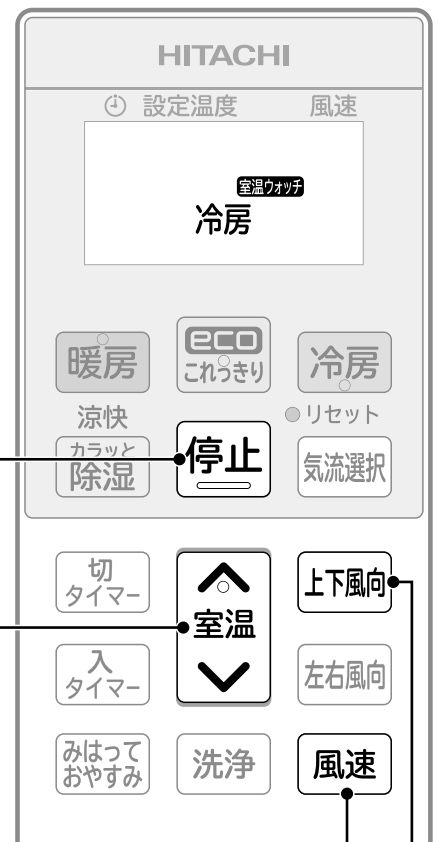 HITACHI
設定温度 風速
室温ウォッチ
冷房
暖房
eco
これっきり
冷房
涼快
リセット
カラッと
除湿
停止
気流選択
切
タイマー
室温
上下風向
入
タイマー
左右風向
みはって
おやすみ
洗浄
風速